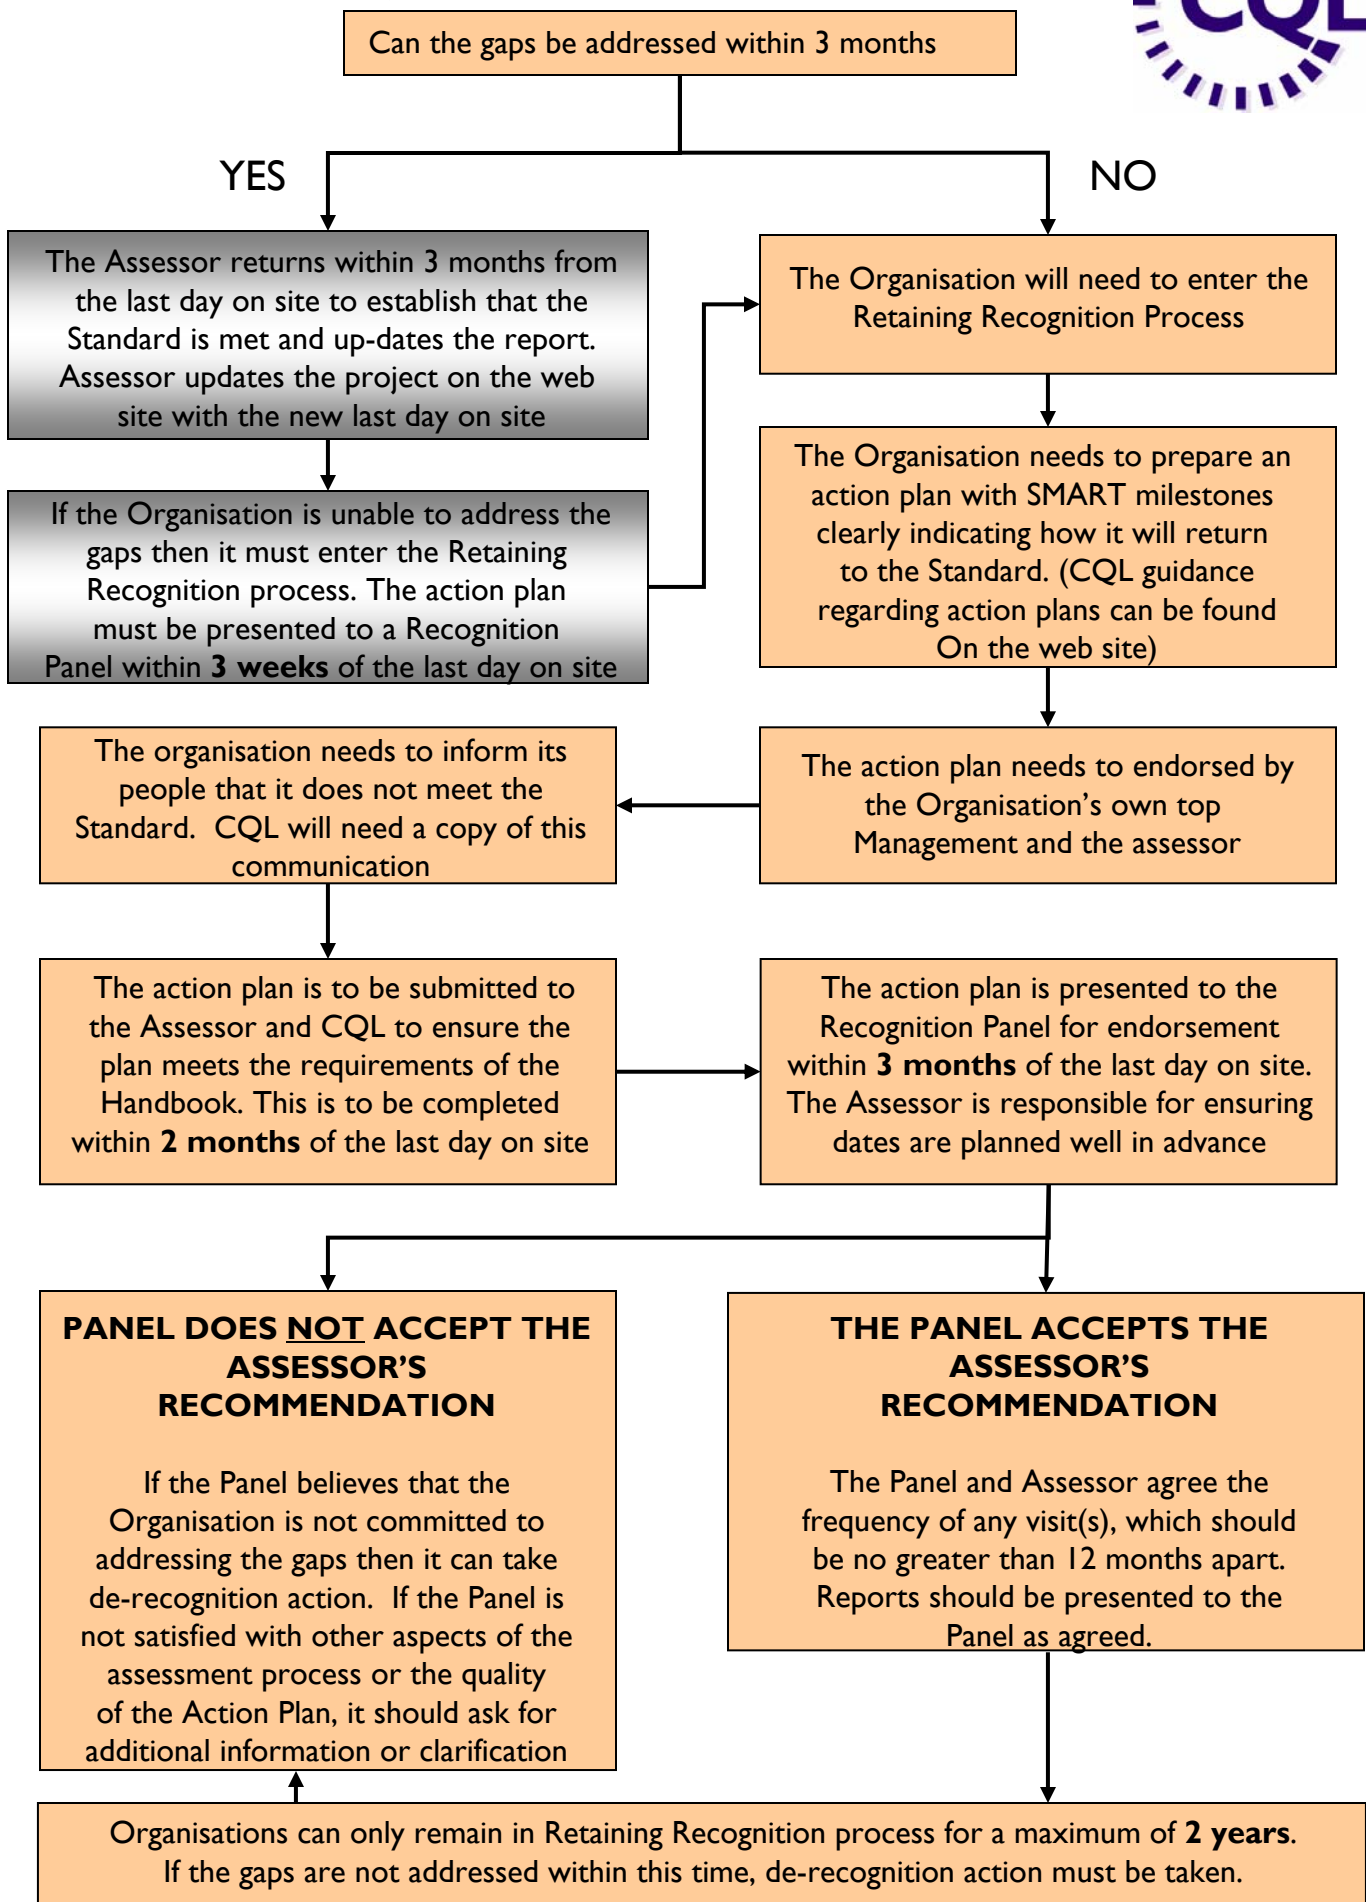 CQL
Can the gaps be addressed within 3 months
YES
NO
The Assessor returns within 3 months from
the last day on site to establish that the
Standard is met and up-dates the report.
Assessor updates the project on the web
site with the new last day on site
The Organisation will need to enter the
Retaining Recognition Process
If the Organisation is unable to address the
gaps then it must enter the Retaining
Recognition process. The action plan
must be presented to a Recognition
Panel within 3 weeks of the last day on site
The Organisation needs to prepare an
action plan with SMART milestones
clearly indicating how it will return
to the Standard. (CQL guidance
regarding action plans can be found
On the web site)
The action plan needs to endorsed by
the Organisation's own top
Management and the assessor
The organisation needs to inform its
people that it does not meet the
Standard.  CQL will need a copy of this
communication
The action plan is to be submitted to
the Assessor and CQL to ensure the
plan meets the requirements of the
Handbook. This is to be completed
within 2 months of the last day on site
The action plan is presented to the
Recognition Panel for endorsement
within 3 months of the last day on site.
The Assessor is responsible for ensuring
dates are planned well in advance
PANEL DOES NOT ACCEPT THE
ASSESSOR'S
RECOMMENDATION
If the Panel believes that the
Organisation is not committed to
addressing the gaps then it can take
de-recognition action.  If the Panel is
not satisfied with other aspects of the
assessment process or the quality
of the Action Plan, it should ask for
additional information or clarification
THE PANEL ACCEPTS THE
ASSESSOR'S
RECOMMENDATION
The Panel and Assessor agree the
frequency of any visit(s), which should
be no greater than 12 months apart.
Reports should be presented to the
Panel as agreed.
Organisations can only remain in Retaining Recognition process for a maximum of 2 years.
If the gaps are not addressed within this time, de-recognition action must be taken.